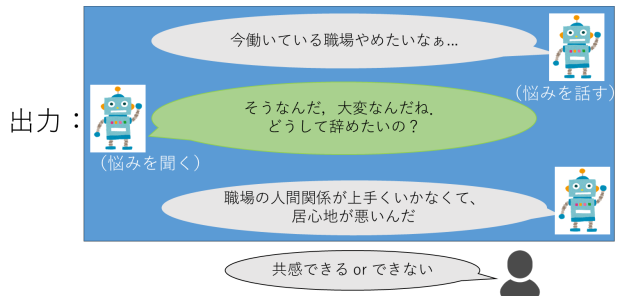 今働いている職場やめたいなぁ...
(悩みを話す)
出力：
そうなんだ，大変なんだね．
どうして辞めたいの？
(悩みを聞く)
職場の人間関係が上手くいかなくて、
居心地が悪いんだ
共感できる or できない